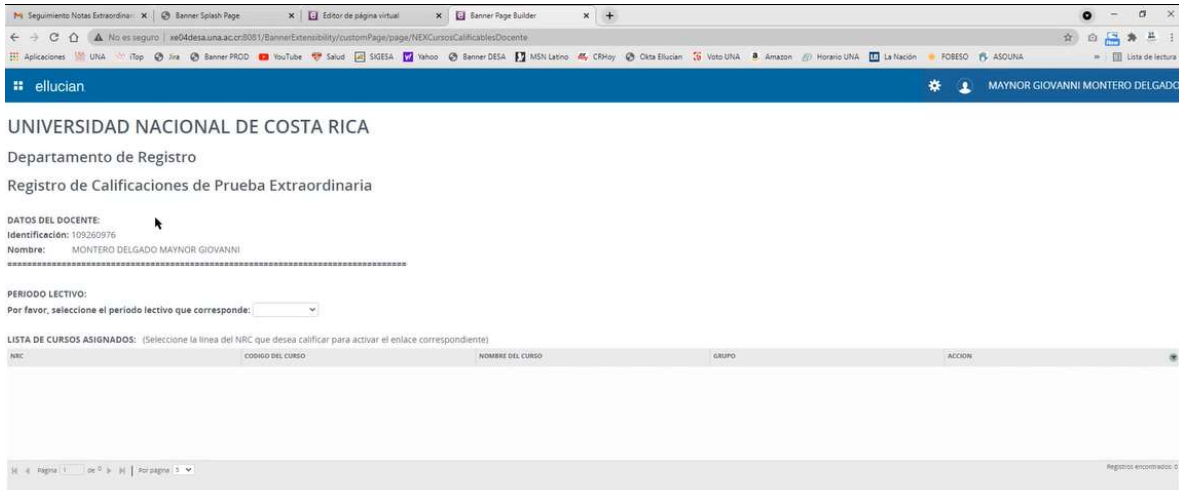 Seguimiento Notas Extraordinar Banner Splash Page Editor de página virtual Banner Page Builder
No es seguro | xe04desa.una.ac.cr:8081/BannerExtensibility/customPage/page/NEXCursosCalificablesDocente
Aplicaciones UNA iTop Jira Banner PROD YouTube Salud SIGESA Yahoo Banner DESA MSN Latino CRHoy Okta Ellucian Voto UNA Amazon Horario UNA La Nación FOBESO ASOUNA » Lista de lectura
ellucian MAYNOR GIOVANNI MONTERO DELGADO
UNIVERSIDAD NACIONAL DE COSTA RICA
Departamento de Registro
Registro de Calificaciones de Prueba Extraordinaria
DATOS DEL DOCENTE:
Identificación: 109260976
Nombre: MONTERO DELGADO MAYNOR GIOVANNI
PERIODO LECTIVO:
Por favor, seleccione el periodo lectivo que corresponde:
LISTA DE CURSOS ASIGNADOS: (Seleccione la línea del NRC que desea calificar para activar el enlace correspondiente)
NRC CODIGO DEL CURSO NOMBRE DEL CURSO GRUPO ACCION
Página 1 de 0 Por página 5 Registros encontrados: 0